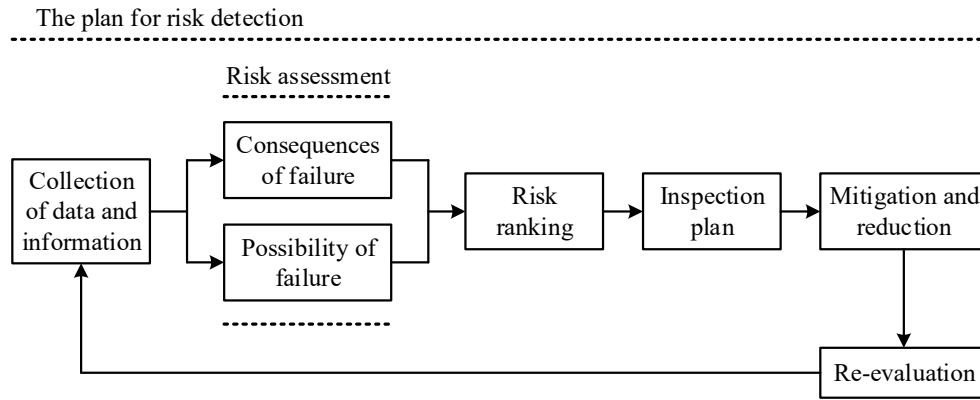 The plan for risk detection
Risk assessment
Consequences
of failure
Collection
of data and
information
Possibility of
failure
Risk
ranking
Inspection
plan
Mitigation and
reduction
Re-evaluation